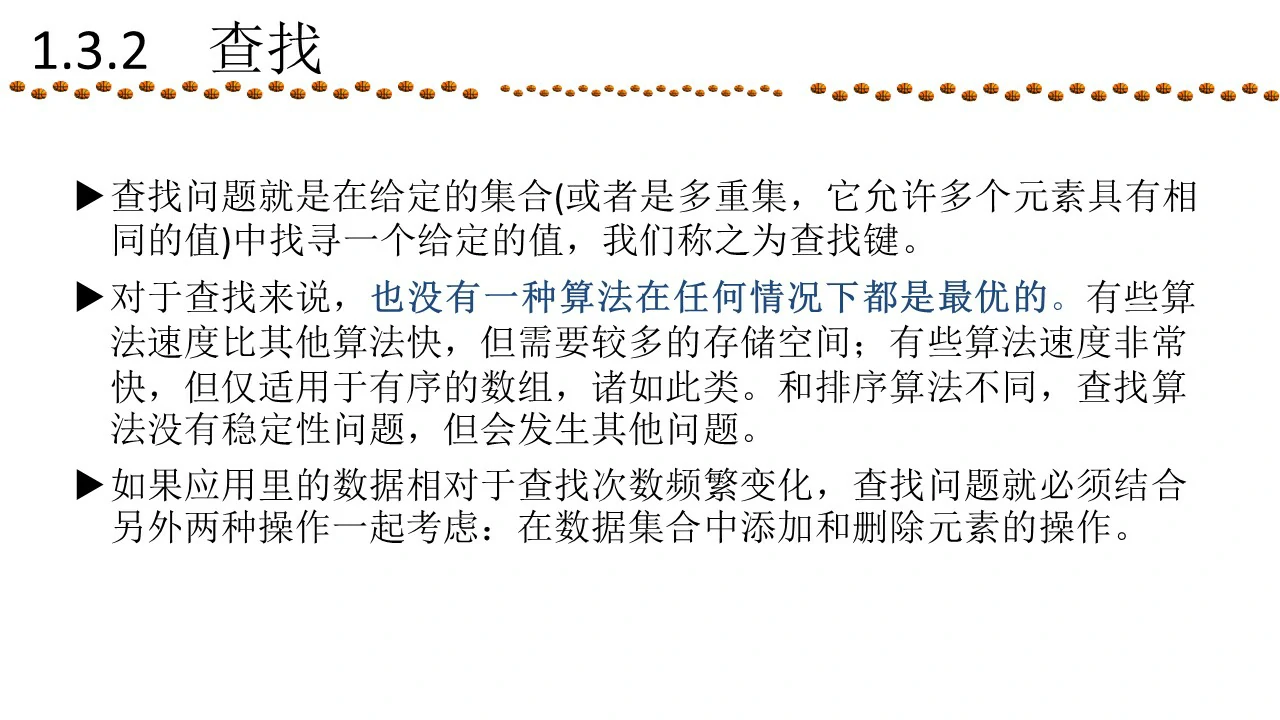 1.3.2 查找
▶查找问题就是在给定的集合(或者是多重集，它允许多个元素具有相
同的值)中找寻一个给定的值，我们称之为查找键。
▶对于查找来说，也没有一种算法在任何情况下都是最优的。有些算
法速度比其他算法快，但需要较多的存储空间；有些算法速度非常
快，但仅适用于有序的数组，诸如此类。和排序算法不同，查找算
法没有稳定性问题，但会发生其他问题。
▶如果应用里的数据相对于查找次数频繁变化，查找问题就必须结合
另外两种操作一起考虑：在数据集合中添加和删除元素的操作。